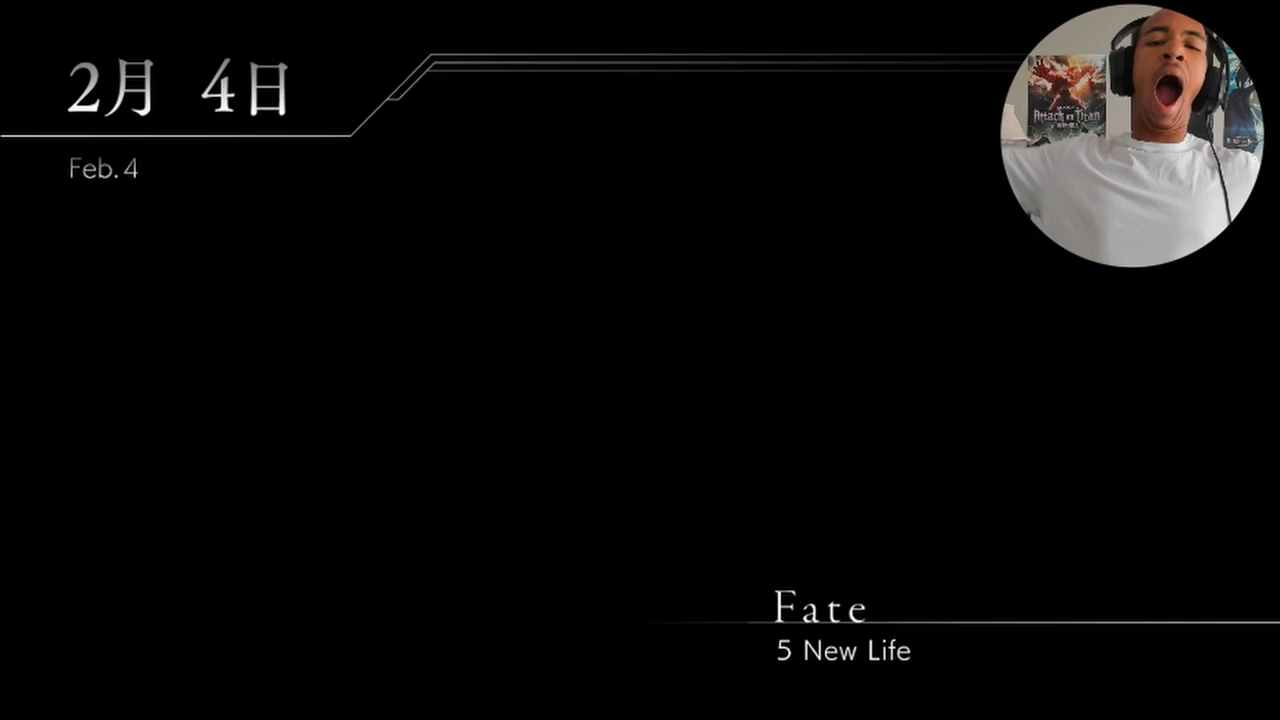 2月 4日
Feb. 4
Attack on Titan
Fate
5 New Life